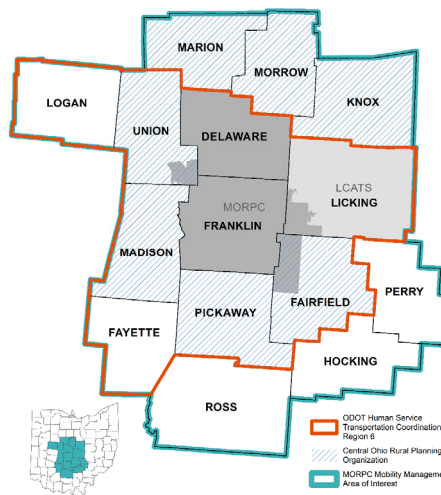 MARION
MORROW
LOGAN
KNOX
UNION
DELAWARE
LCATS
LICKING
MORPC
FRANKLIN
MADISON
PERRY
FAIRFIELD
PICKAWAY
FAYETTE
HOCKING
ROSS
ODOT Human Service
Transportation Coordination
Region 6
Central Ohio Rural Planning
Organization
MORPC Mobility Management
Area of Interest